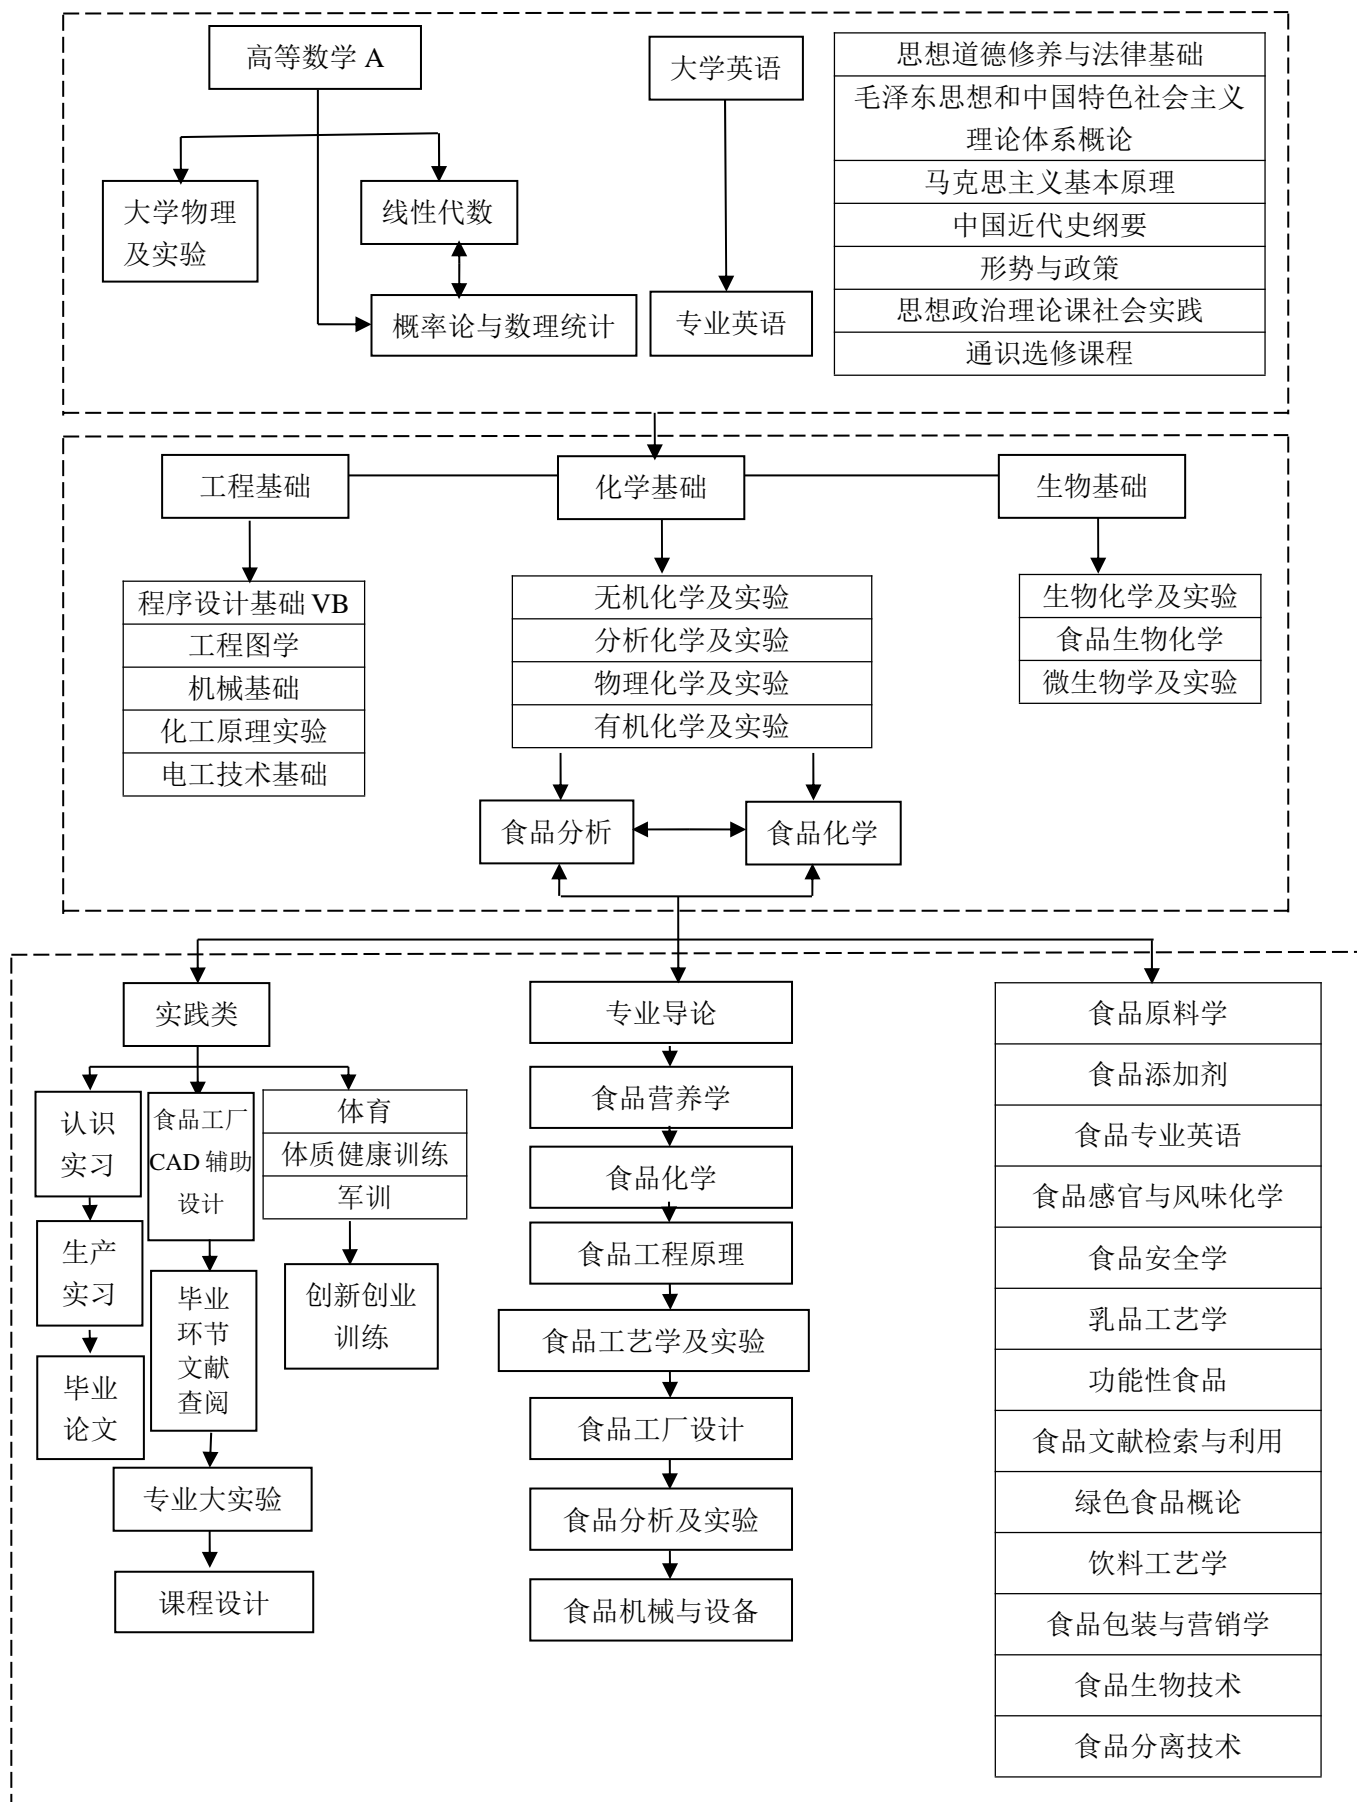 高等数学 A
大学英语
思想道德修养与法律基础
毛泽东思想和中国特色社会主义
理论体系概论
马克思主义基本原理
中国近代史纲要
形势与政策
思想政治理论课社会实践
通识选修课程
大学物理
及实验
线性代数
概率论与数理统计
专业英语
工程基础
化学基础
生物基础
程序设计基础 VB
工程图学
机械基础
化工原理实验
电工技术基础
无机化学及实验
分析化学及实验
物理化学及实验
有机化学及实验
生物化学及实验
食品生物化学
微生物学及实验
食品分析
食品化学
实践类
认识
实习
生产
实习
毕业
论文
食品工厂
CAD 辅助
设计
毕业
环节
文献
查阅
专业大实验
课程设计
体育
体质健康训练
军训
创新创业
训练
专业导论
食品营养学
食品化学
食品工程原理
食品工艺学及实验
食品工厂设计
食品分析及实验
食品机械与设备
食品原料学
食品添加剂
食品专业英语
食品感官与风味化学
食品安全学
乳品工艺学
功能性食品
食品文献检索与利用
绿色食品概论
饮料工艺学
食品包装与营销学
食品生物技术
食品分离技术